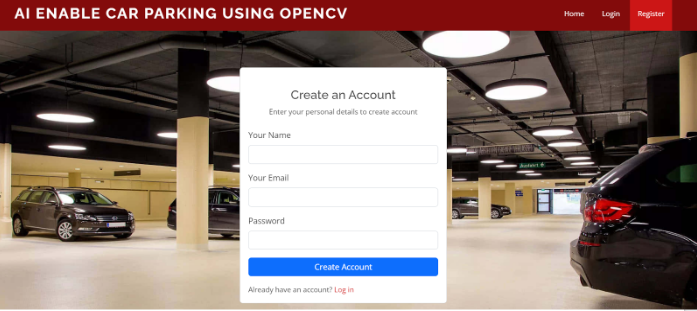 AI ENABLE CAR PARKING USING OPENCV
Home Login Register
Create an Account
Enter your personal details to create account
Your Name
Your Email
Password
Create Account
Already have an account? Log in